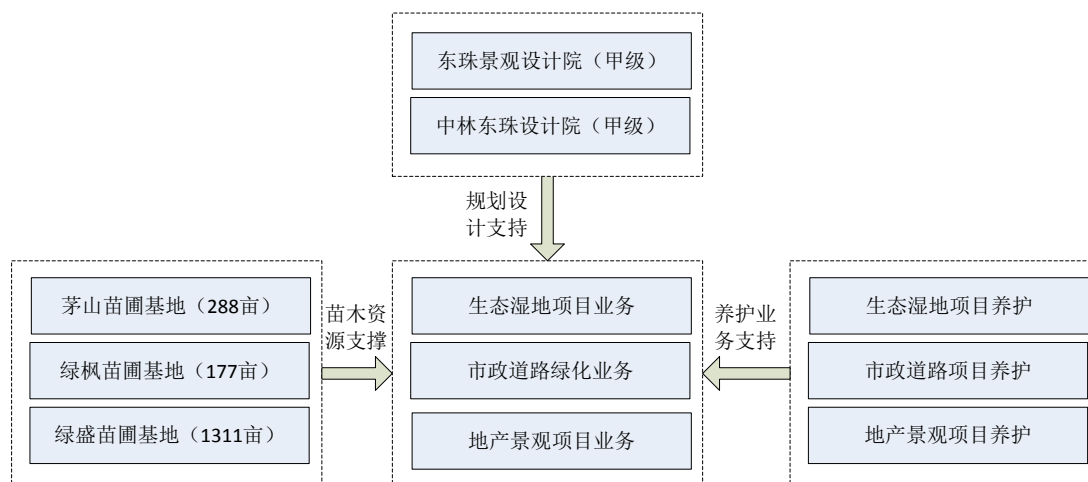 东珠景观设计院（甲级）
中林东珠设计院（甲级）
规划设
计支持
茅山苗圃基地（288亩）
绿枫苗圃基地（177亩）
绿盛苗圃基地（1311亩）
苗木资
源支撑
生态湿地项目业务
市政道路绿化业务
地产景观项目业务
养护业
务支持
生态湿地项目养护
市政道路项目养护
地产景观项目养护